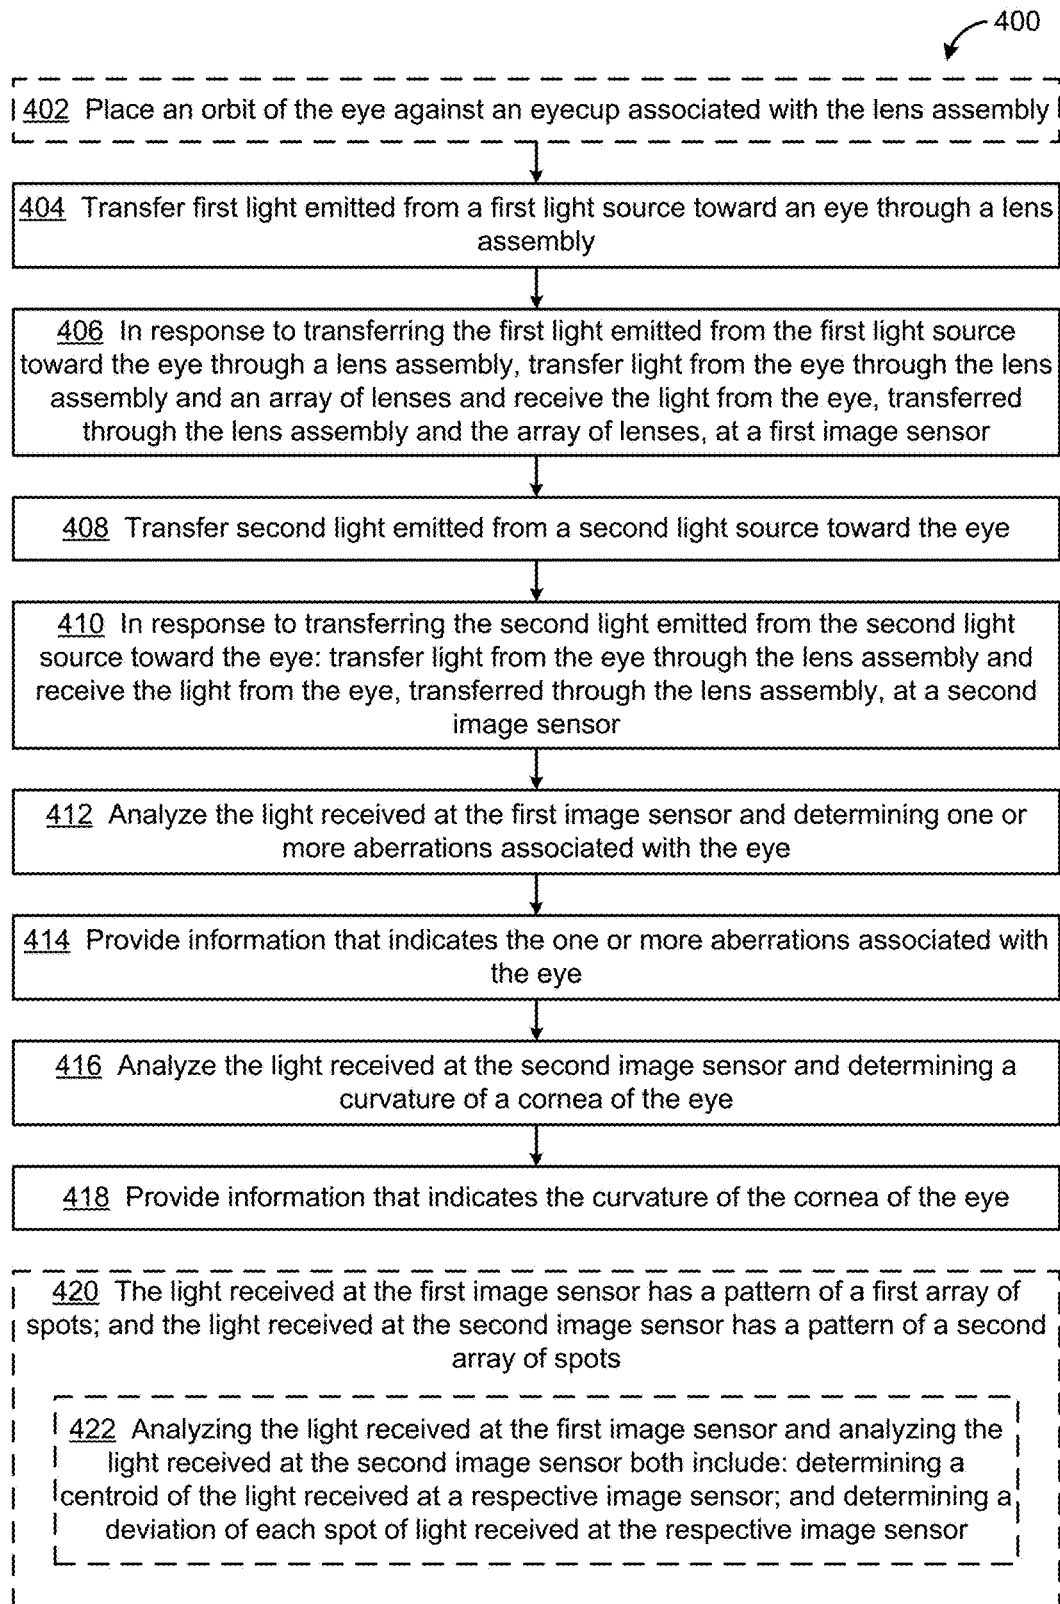 400
402 Place an orbit of the eye against an eyecup associated with the lens assembly
404 Transfer first light emitted from a first light source toward an eye through a lens
assembly
406 In response to transferring the first light emitted from the first light source
toward the eye through a lens assembly, transfer light from the eye through the lens
assembly and an array of lenses and receive the light from the eye, transferred
through the lens assembly and the array of lenses, at a first image sensor
408 Transfer second light emitted from a second light source toward the eye
410 In response to transferring the second light emitted from the second light
source toward the eye: transfer light from the eye through the lens assembly and
receive the light from the eye, transferred through the lens assembly, at a second
image sensor
412 Analyze the light received at the first image sensor and determining one or
more aberrations associated with the eye
414 Provide information that indicates the one or more aberrations associated with
the eye
416 Analyze the light received at the second image sensor and determining a
curvature of a cornea of the eye
418 Provide information that indicates the curvature of the cornea of the eye
420 The light received at the first image sensor has a pattern of a first array of
spots; and the light received at the second image sensor has a pattern of a second
array of spots
422 Analyzing the light received at the first image sensor and analyzing the
light received at the second image sensor both include: determining a
centroid of the light received at a respective image sensor; and determining a
deviation of each spot of light received at the respective image sensor